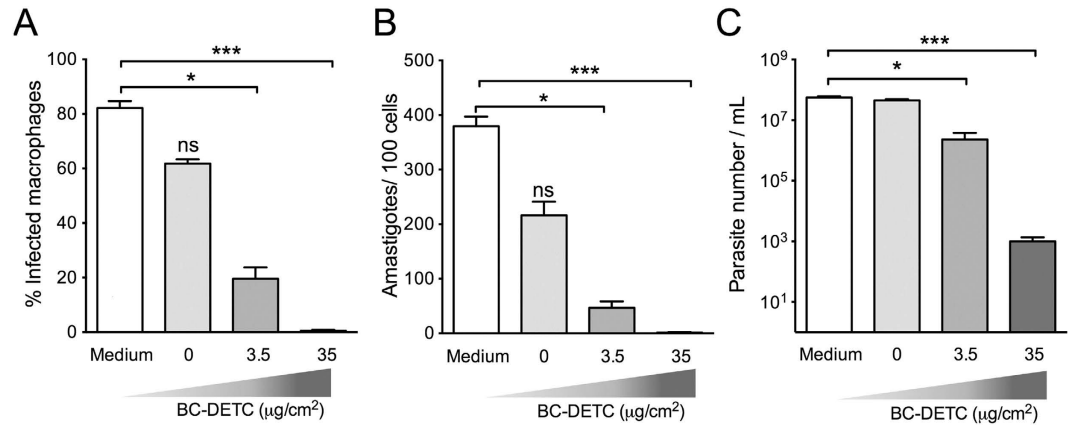 A
% Infected macrophages
100
80
60
40
20
0
***
*
ns
Medium 0 3.5 35
BC-DETC (μg/cm²)
B
Amastigotes/ 100 cells
500
400
300
200
100
0
***
*
ns
Medium 0 3.5 35
BC-DETC (μg/cm²)
C
Parasite number / mL
10⁹
10⁷
10⁵
10³
10¹
***
*
Medium 0 3.5 35
BC-DETC (μg/cm²)